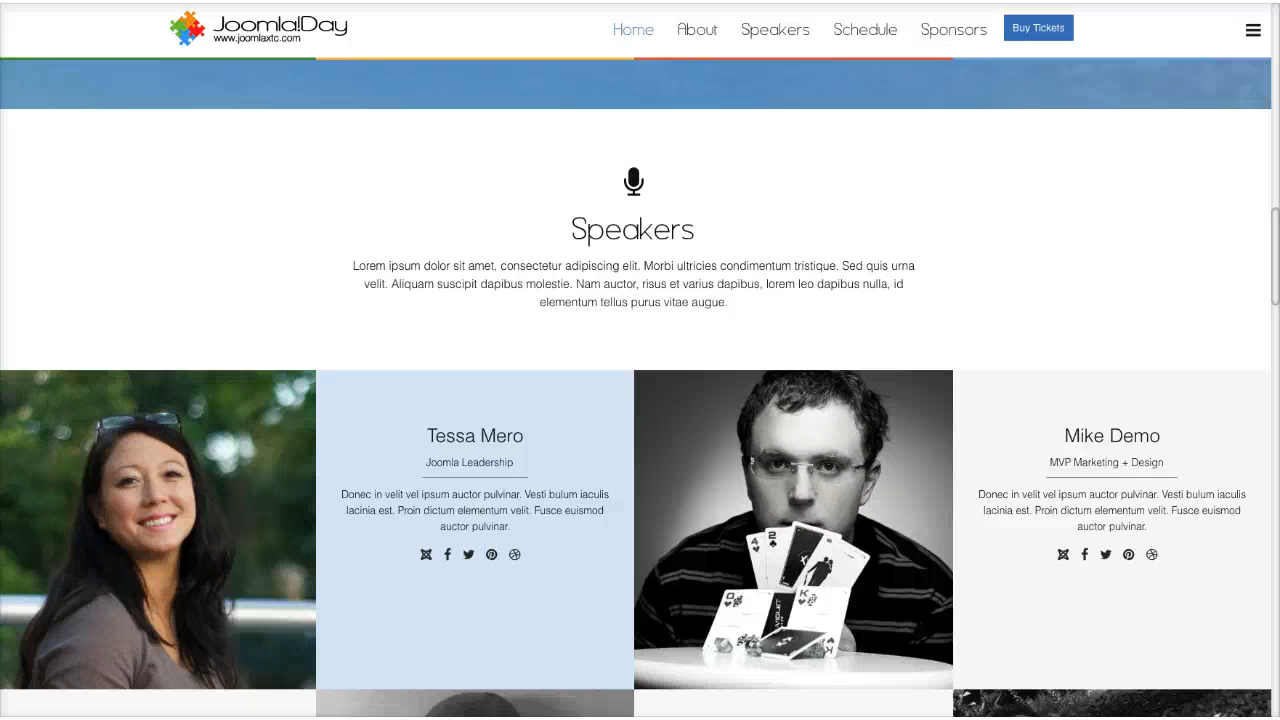 Joomla!Day
www.joomlaxtc.com
Home About Speakers Schedule Sponsors Buy Tickets
Speakers
Lorem ipsum dolor sit amet, consectetur adipiscing elit. Morbi ultricies condimentum tristique. Sed quis urna
velit. Aliquam suscipit dapibus molestie. Nam auctor, risus et varius dapibus, lorem leo dapibus nulla, id
elementum tellus purus vitae augue.
Tessa Mero
Joomla Leadership
Donec in velit vel ipsum auctor pulvinar. Vesti bulum iaculis
lacinia est. Proin dictum elementum velit. Fusce euismod
auctor pulvinar.
Mike Demo
MVP Marketing + Design
Donec in velit vel ipsum auctor pulvinar. Vesti bulum iaculis
lacinia est. Proin dictum elementum velit. Fusce euismod
auctor pulvinar.
4
2
Q
K
VIOLET